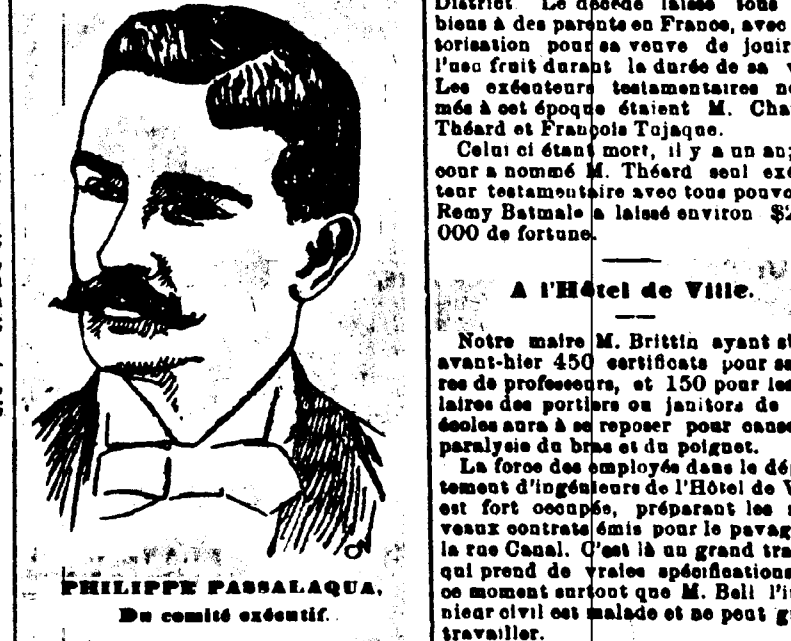 PHILIPPE PASSALAQUA,
Du comité exécutif.
District. Le décédé laisse tous
biens à des parents en France, avec
torisation pour sa veuve de jouir
l'usu fruit durant la durée de sa
Les exécuteurs testamentaires
més à cet époque étaient M.
Théard et François Tujaque.
Celui ci étant mort, il y a un an;
cour a nommé M. Théard seul
teur testamentaire avec tous
Remy Batmale a laissé environ
000 de fortune.
A l'Hôtel de Ville.
Notre maire M. Brittin ayant
avant-hier 450 certificats pour
res de professeurs, et 150 pour les
laires des portiers ou janitors de
écoles aura à se reposer pour
paralysie du bras et du poignet.
La force des employés dans le
tement d'ingénieurs de l'Hôtel de
est fort occupée, préparant les
veaux contrats émis pour le
la rue Canal. C'est là un grand
qui prend de vraies spécifications
ce moment surtout que M. Bell
nieur civil est malade et ne peut
travailler.